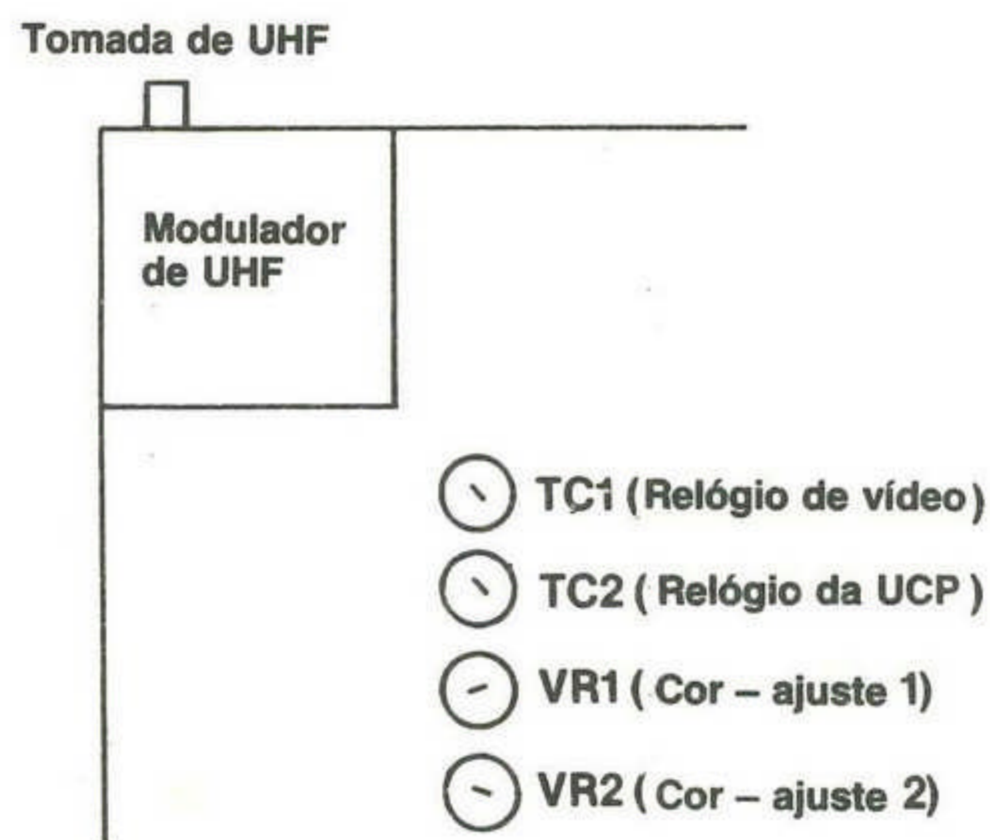 Tomada de UHF
Modulador
de UHF
TC1 (Relógio de vídeo)
TC2 (Relógio da UCP)
VR1 (Cor – ajuste 1)
VR2 (Cor – ajuste 2)